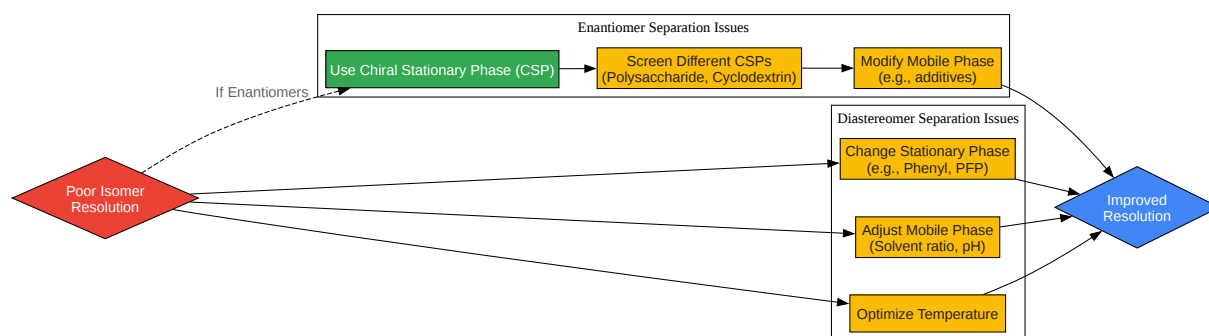 Enantiomer Separation Issues
Use Chiral Stationary Phase (CSP)
Screen Different CSPs
(Polysaccharide, Cyclodextrin)
Modify Mobile Phase
(e.g., additives)
If Enantiomers
Diastereomer Separation Issues
Change Stationary Phase
(e.g., Phenyl, PFP)
Poor Isomer
Resolution
Improved
Resolution
Adjust Mobile Phase
(Solvent ratio, pH)
Optimize Temperature